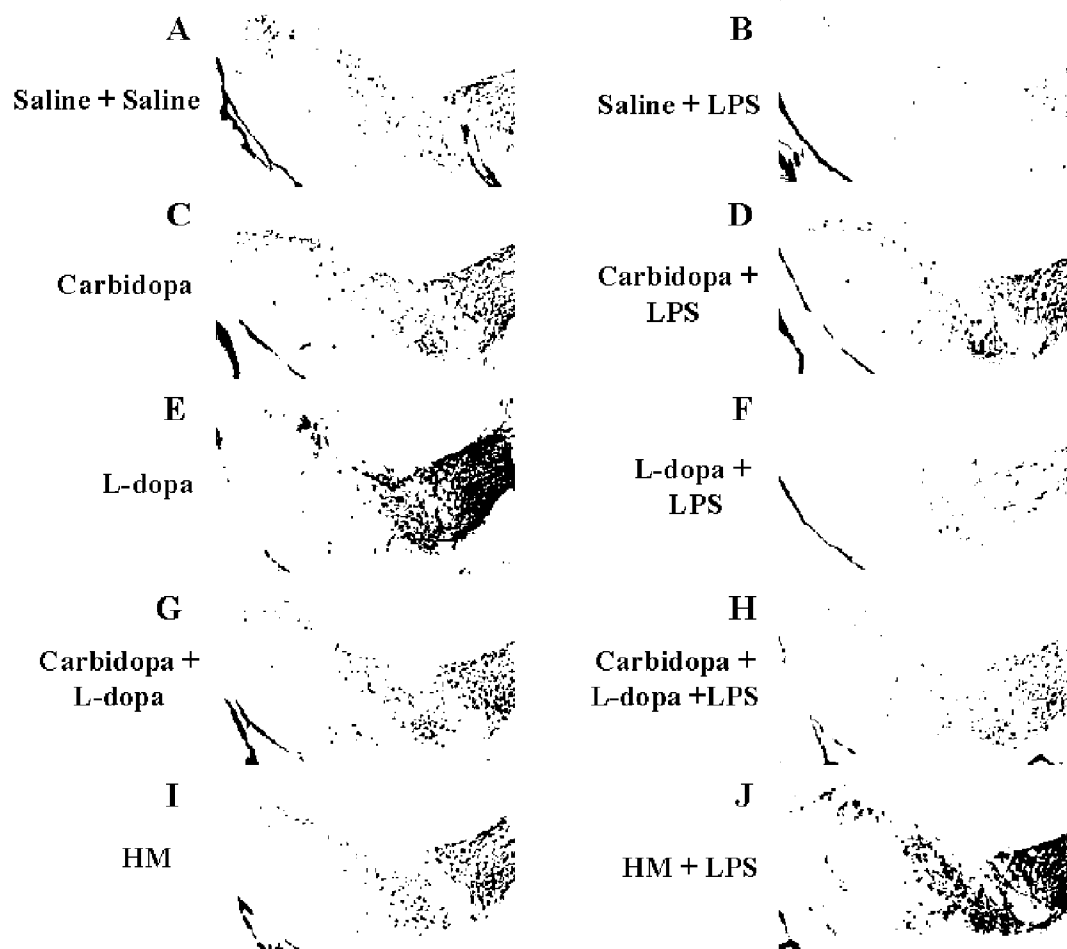 A
Saline + Saline
B
Saline + LPS
C
Carbidopa
D
Carbidopa +
LPS
E
L-dopa
F
L-dopa +
LPS
G
Carbidopa +
L-dopa
H
Carbidopa +
L-dopa +LPS
I
HM
J
HM + LPS